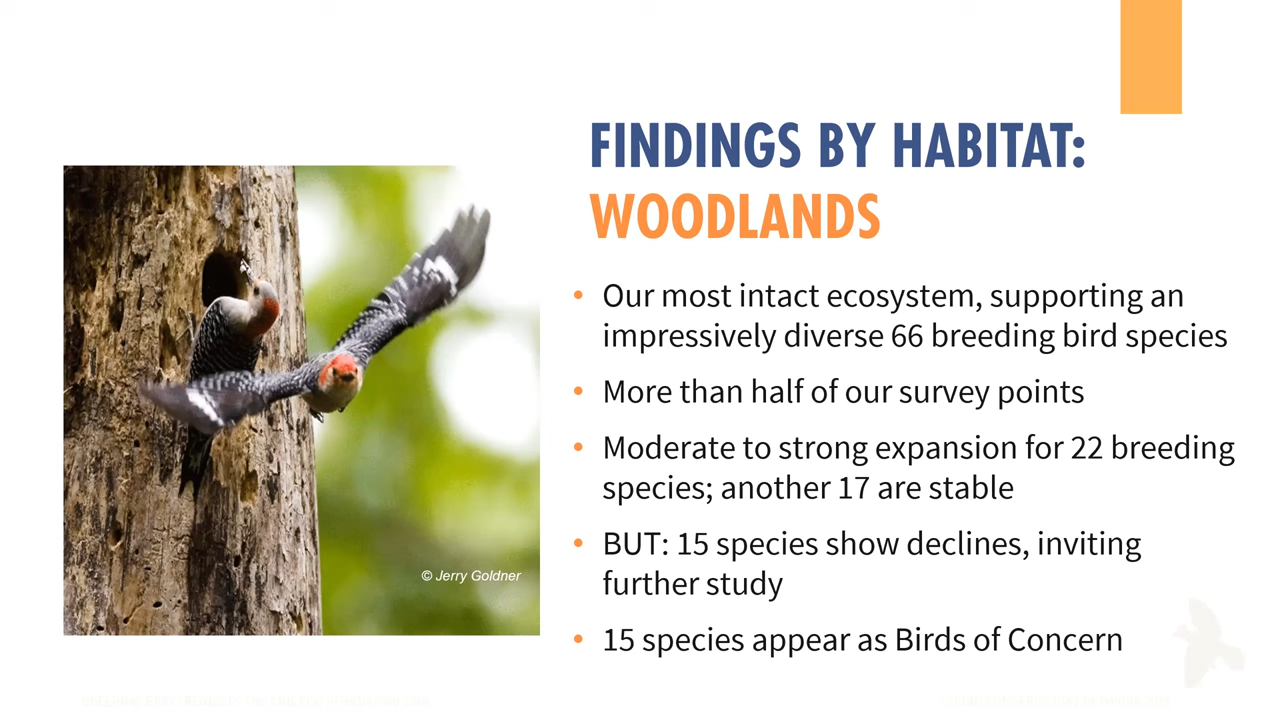 FINDINGS BY HABITAT:
WOODLANDS
• Our most intact ecosystem, supporting an
impressively diverse 66 breeding bird species
• More than half of our survey points
• Moderate to strong expansion for 22 breeding
species; another 17 are stable
• BUT: 15 species show declines, inviting
further study
• 15 species appear as Birds of Concern
© Jerry Goldner